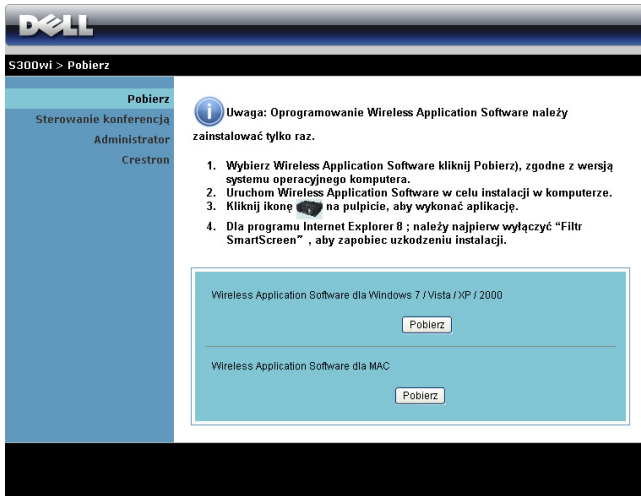 DELL
S300wi > Pobierz
Pobierz
Sterowanie konferencją
Administrator
Crestron
Uwaga: Oprogramowanie Wireless Application Software należy
zainstalować tylko raz.
1. Wybierz Wireless Application Software kliknij Pobierz), zgodne z wersją
systemu operacyjnego komputera.
2. Uruchom Wireless Application Software w celu instalacji w komputerze.
3. Kliknij ikonę na pulpicie, aby wykonać aplikację.
4. Dla programu Internet Explorer 8 ; należy najpierw wyłączyć “Filtr
SmartScreen” , aby zapobiec uzkodzeniu instalacji.
Wireless Application Software dla Windows 7 / Vista / XP / 2000
Pobierz
Wireless Application Software dla MAC
Pobierz